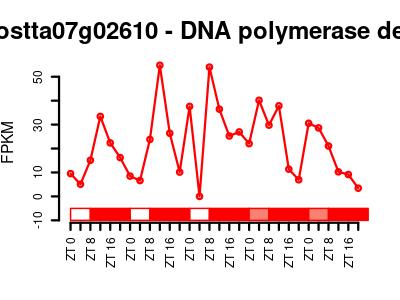 ostta07g02610 - DNA polymerase de
FPKM
50
30
10
0
-10
ZT 0
ZT 8
ZT 16
ZT 0
ZT 8
ZT 16
ZT 0
ZT 8
ZT 16
ZT 0
ZT 8
ZT 16
ZT 0
ZT 8
ZT 16